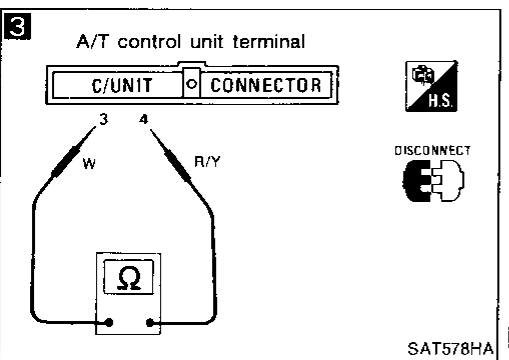 3
A/T control unit terminal
C/UNIT CONNECTOR
H.S.
3 4
DISCONNECT
W R/Y
Ω
SAT578HA